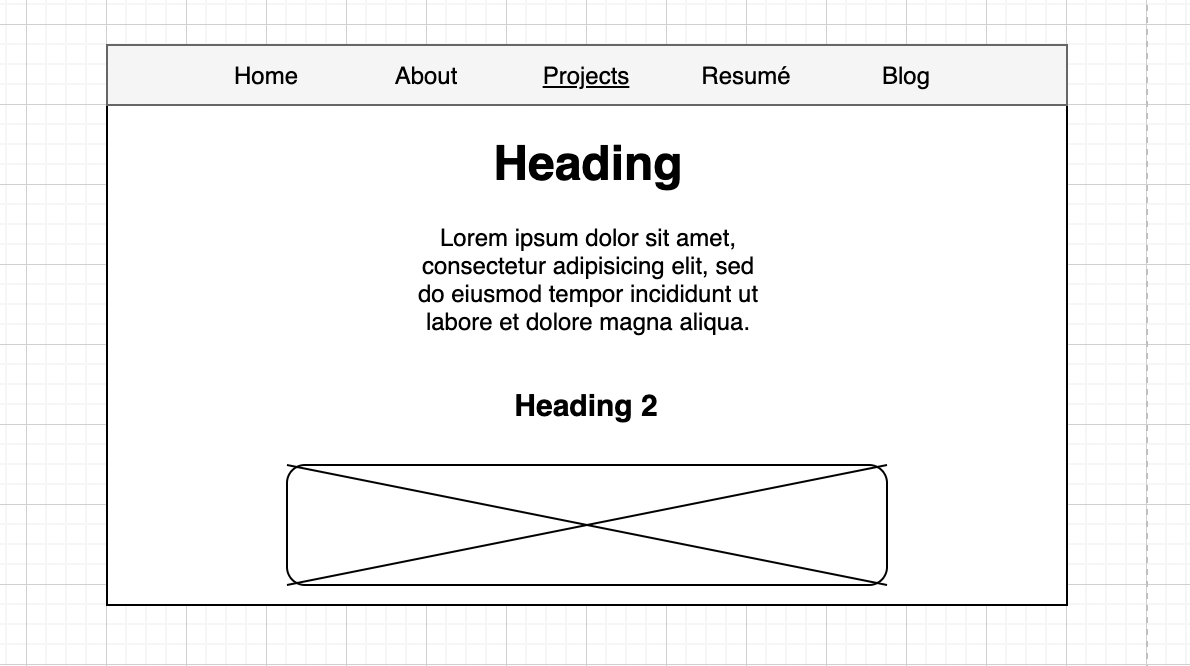 Home About Projects Resumé Blog
Heading
Lorem ipsum dolor sit amet,
consectetur adipisicing elit, sed
do eiusmod tempor incididunt ut
labore et dolore magna aliqua.
Heading 2